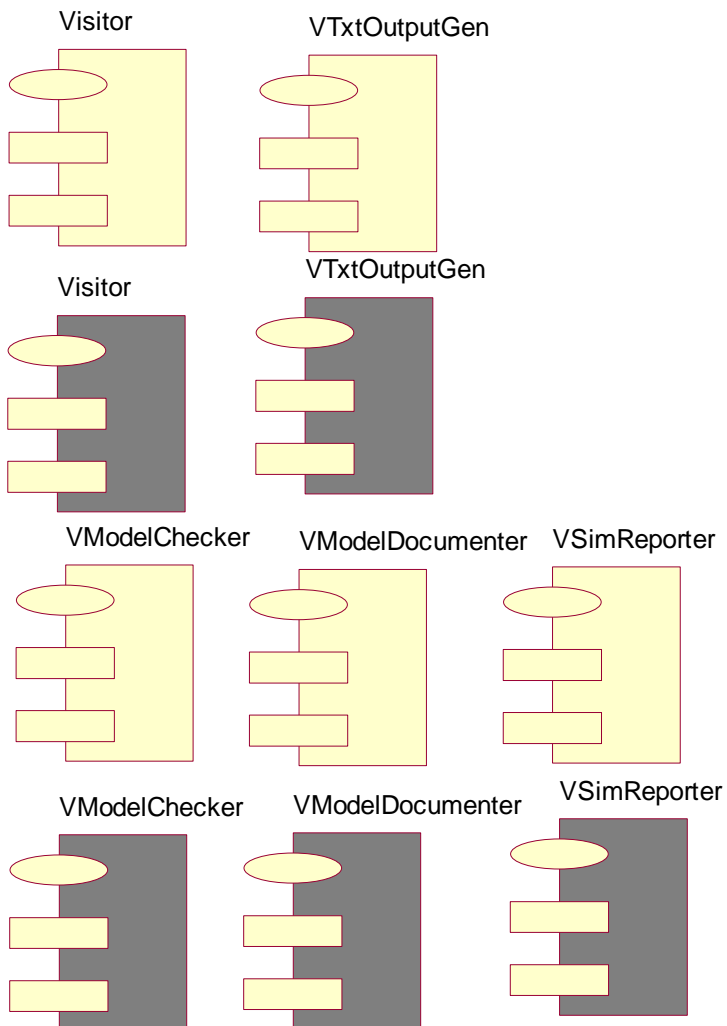 Visitor
VTxtOutputGen
Visitor
VTxtOutputGen
VModelChecker
VModelDocumenter
VSimReporter
VModelChecker
VModelDocumenter
VSimReporter